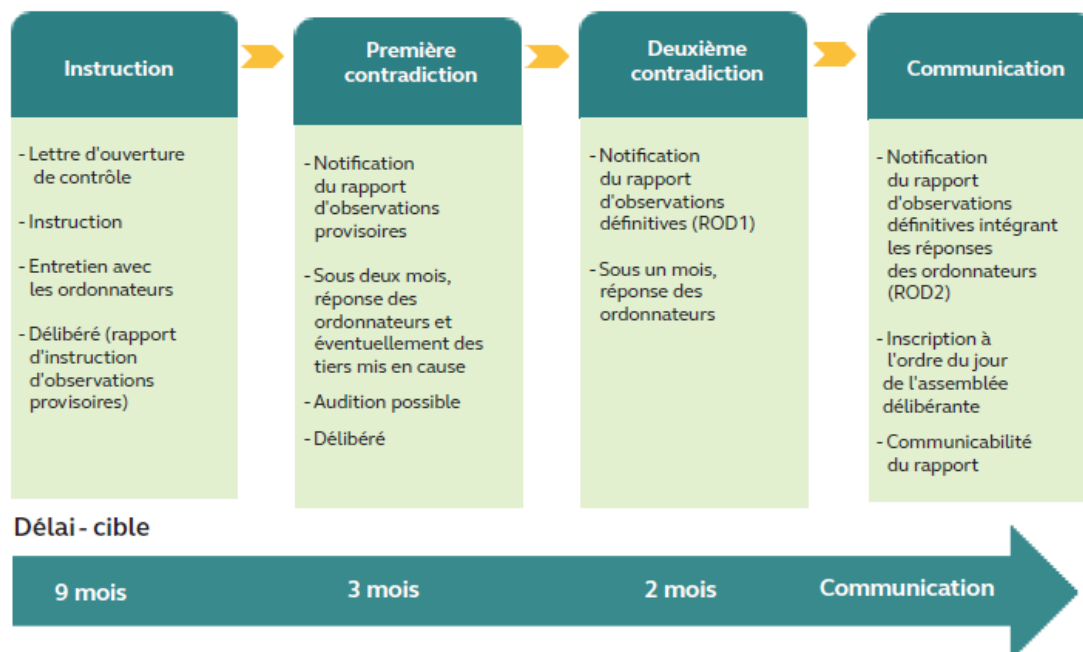 Instruction
- Lettre d'ouverture
de contrôle
- Instruction
- Entretien avec
les ordonnateurs
- Délibéré (rapport
d'instruction
d'observations
provisoires)
Première
contradiction
- Notification
du rapport
d'observations
provisoires
- Sous deux mois,
réponse des
ordonnateurs et
éventuellement des
tiers mis en cause
- Audition possible
- Délibéré
Deuxième
contradiction
- Notification
du rapport
d'observations
définitives (ROD1)
- Sous un mois,
réponse des
ordonnateurs
Communication
- Notification
du rapport
d'observations
définitives intégrant
les réponses
des ordonnateurs
(ROD2)
- Inscription à
l'ordre du jour
de l'assemblée
délibérante
- Communicabilité
du rapport
Délai - cible
9 mois
3 mois
2 mois
Communication